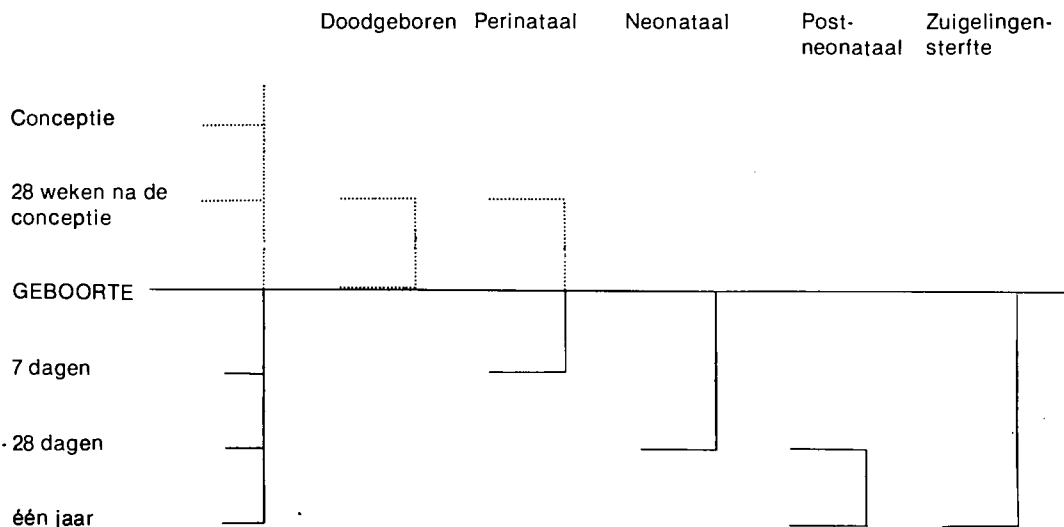 Doodgeboren Perinataal Neonataal Post-neonataal Zuigelingen-sterfte
Conceptie
28 weken na de
conceptie
GEBOORTE
7 dagen
28 dagen
één jaar